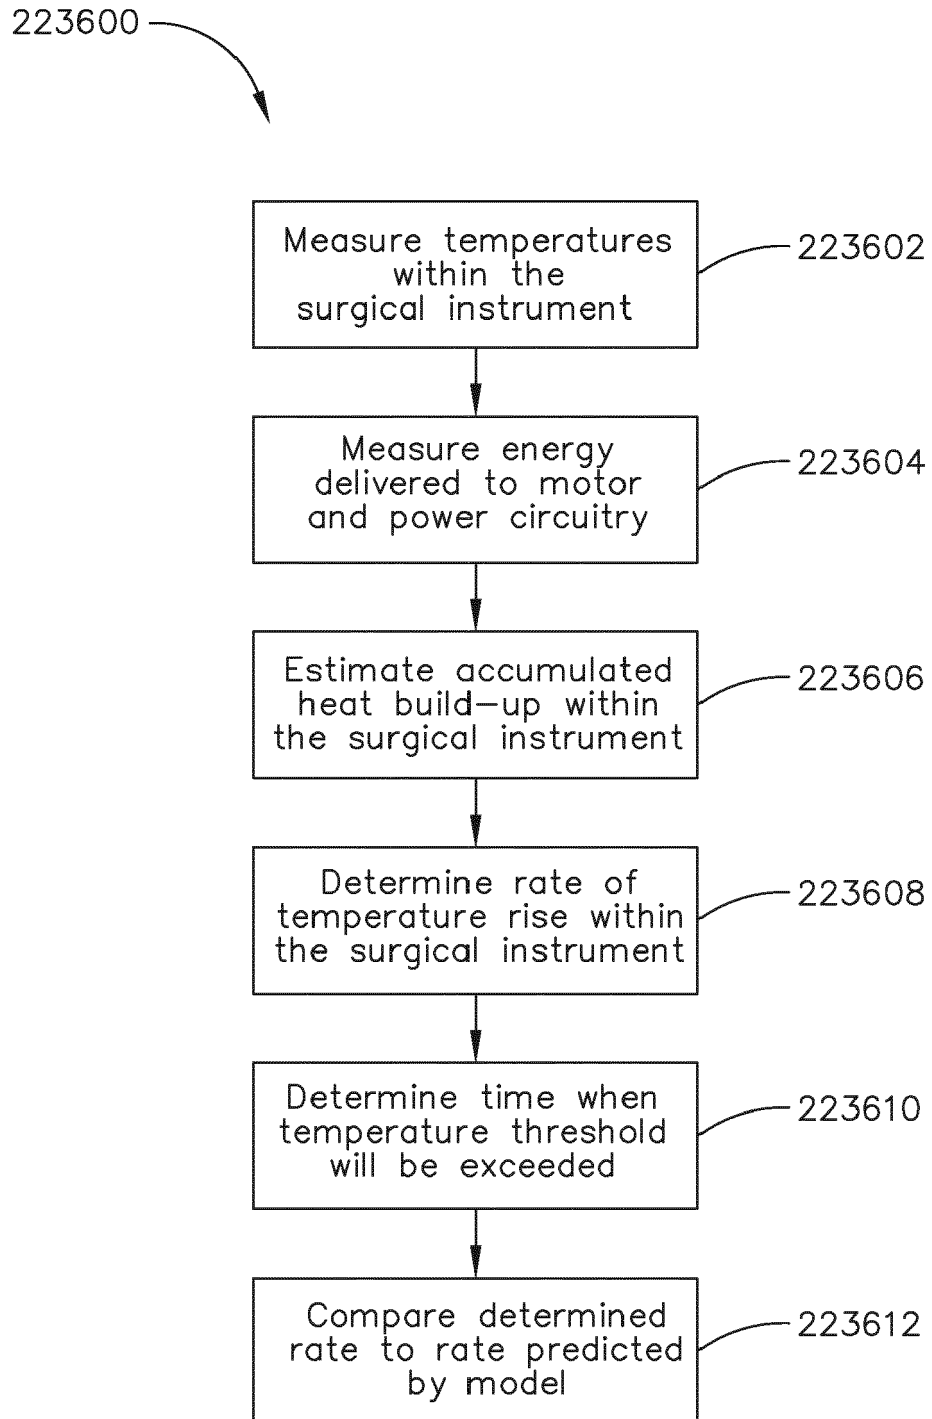 223600
Measure temperatures
within the
surgical instrument
223602
Measure energy
delivered to motor
and power circuitry
223604
Estimate accumulated
heat build-up within
the surgical instrument
223606
Determine rate of
temperature rise within
the surgical instrument
223608
Determine time when
temperature threshold
will be exceeded
223610
Compare determined
rate to rate predicted
by model
223612